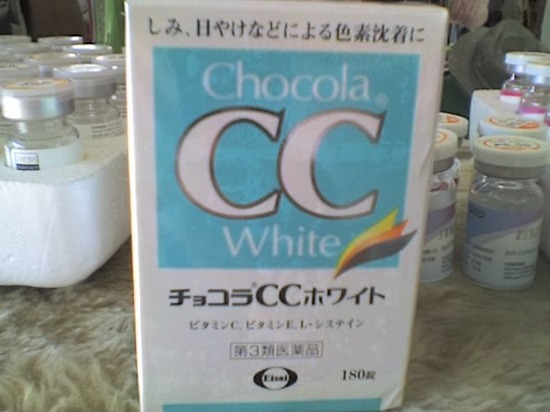 しみ、日やけなどによる色素沈着に
Chocola®
CC
White
チョコラ®CCホワイト
ビタミンC、ビタミンE、L-システイン
第3類医薬品
Eisai
180錠